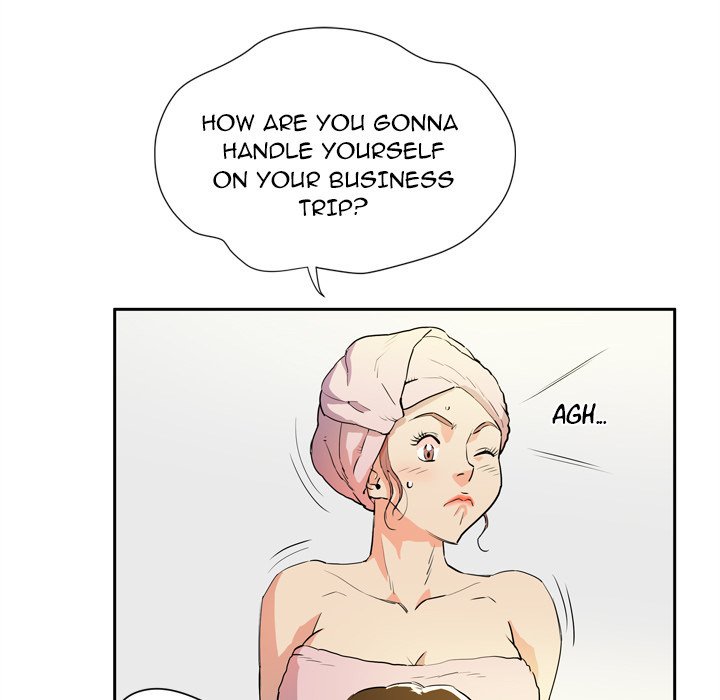 HOW ARE YOU GONNA
HANDLE YOURSELF
ON YOUR BUSINESS
TRIP?
AGH...